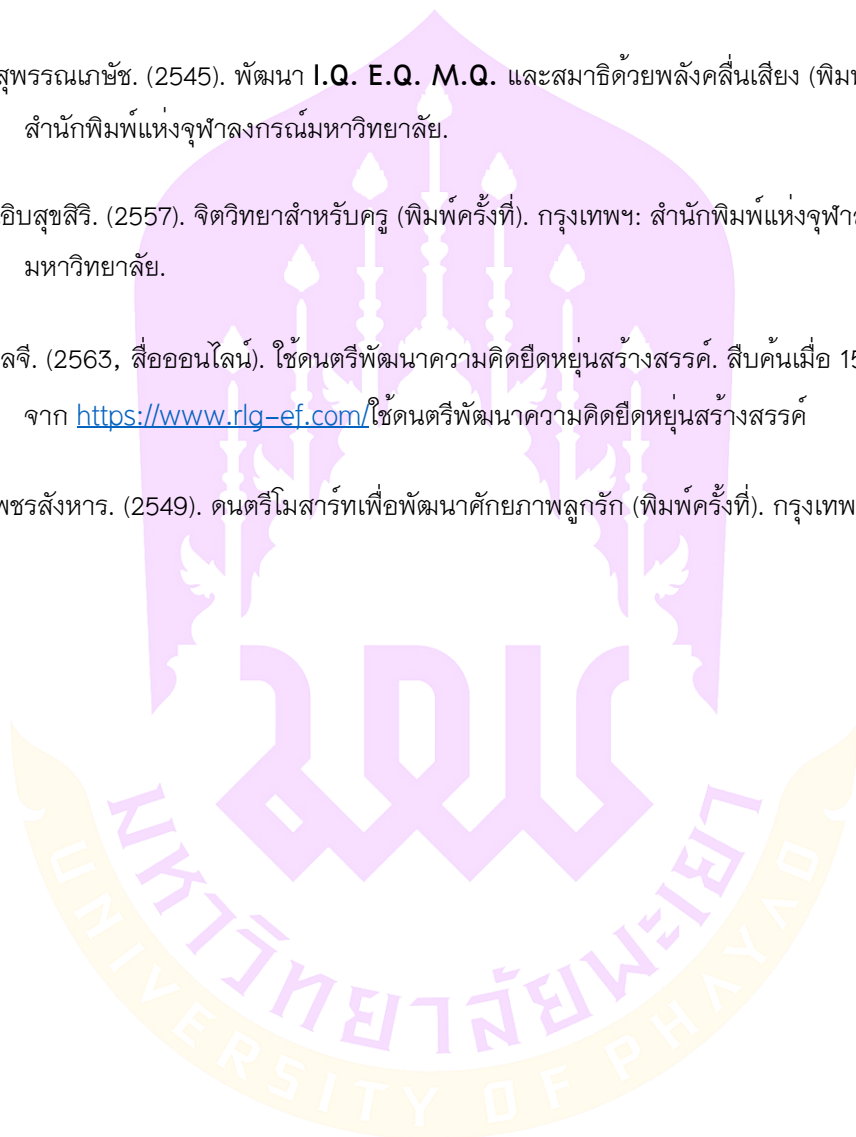 สุพรรณเภษัช. (2545). พัฒนา I.Q. E.Q. M.Q. และสมาธิด้วยพลังคลื่นเสียง (พิมพ
สำนักพิมพ์แห่งจุฬาลงกรณ์มหาวิทยาลัย.
อิบสุขสิริ. (2557). จิตวิทยาสำหรับครู (พิมพ์ครั้งที่). กรุงเทพฯ: สำนักพิมพ์แห่งจุฬาล
มหาวิทยาลัย.
ลจี. (2563, สื่อออนไลน์). ใช้ดนตรีพัฒนาความคิดยืดหยุ่นสร้างสรรค์. สืบค้นเมื่อ 15
จาก https://www.rlg-ef.com/ใช้ดนตรีพัฒนาความคิดยืดหยุ่นสร้างสรรค์
พชรสังหาร. (2549). ดนตรีโมสาร์ทเพื่อพัฒนาศักยภาพลูกรัก (พิมพ์ครั้งที่). กรุงเทพ
มหาวิทยาลัยพะเยา
UNIVERSITY OF PHAYAO